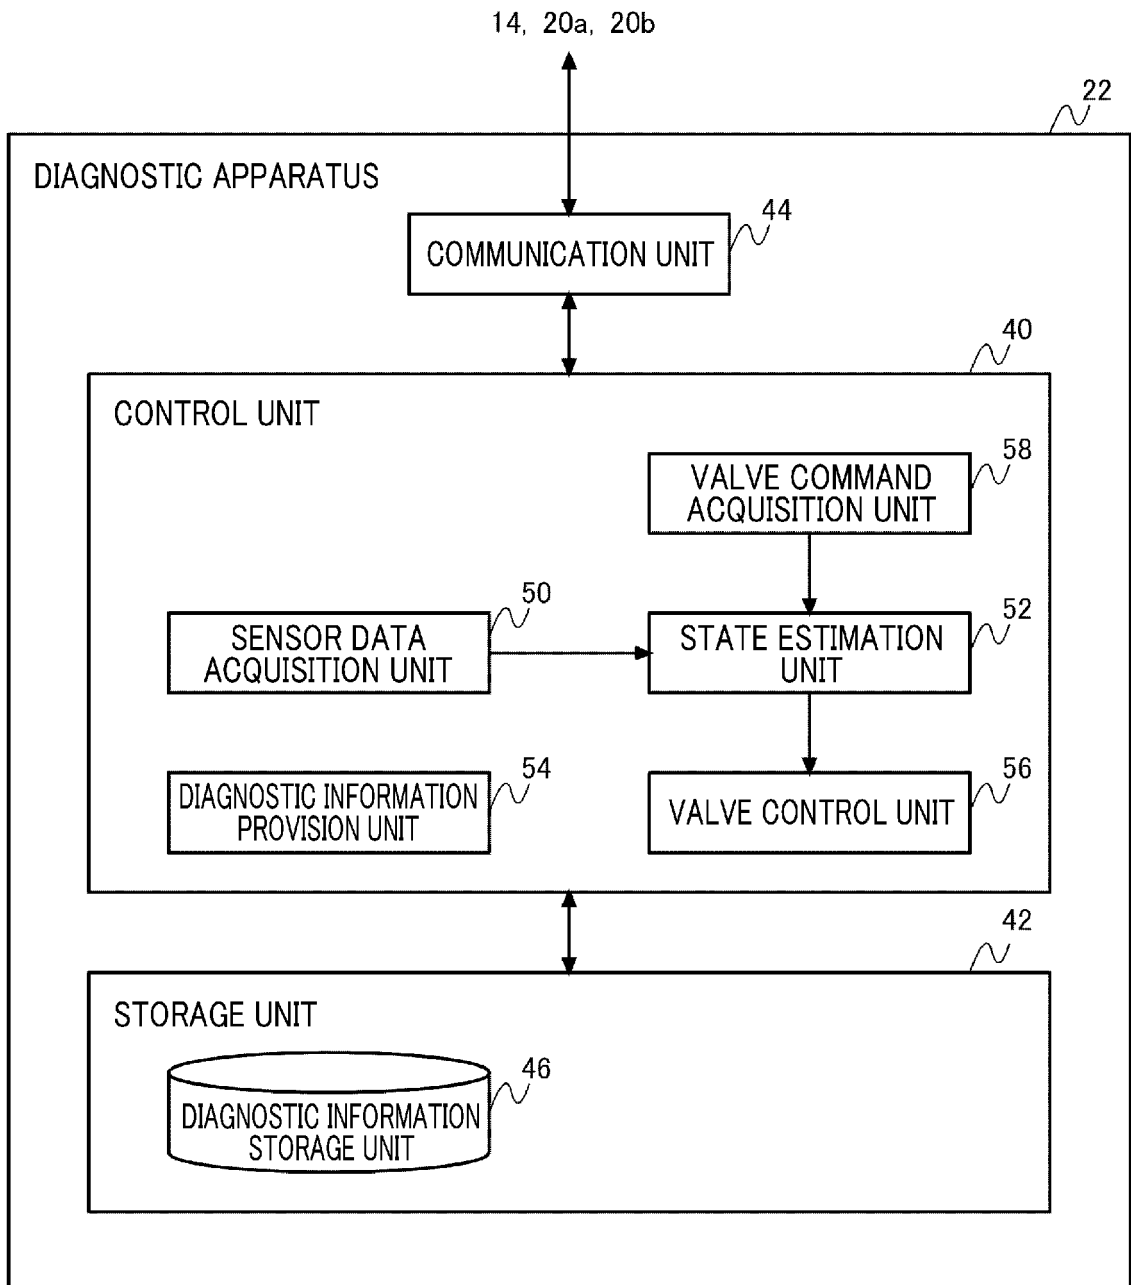 14, 20a, 20b
22
DIAGNOSTIC APPARATUS
44
COMMUNICATION UNIT
40
CONTROL UNIT
58
VALVE COMMAND
ACQUISITION UNIT
50
SENSOR DATA
ACQUISITION UNIT
52
STATE ESTIMATION
UNIT
54
DIAGNOSTIC INFORMATION
PROVISION UNIT
56
VALVE CONTROL UNIT
42
STORAGE UNIT
46
DIAGNOSTIC INFORMATION
STORAGE UNIT